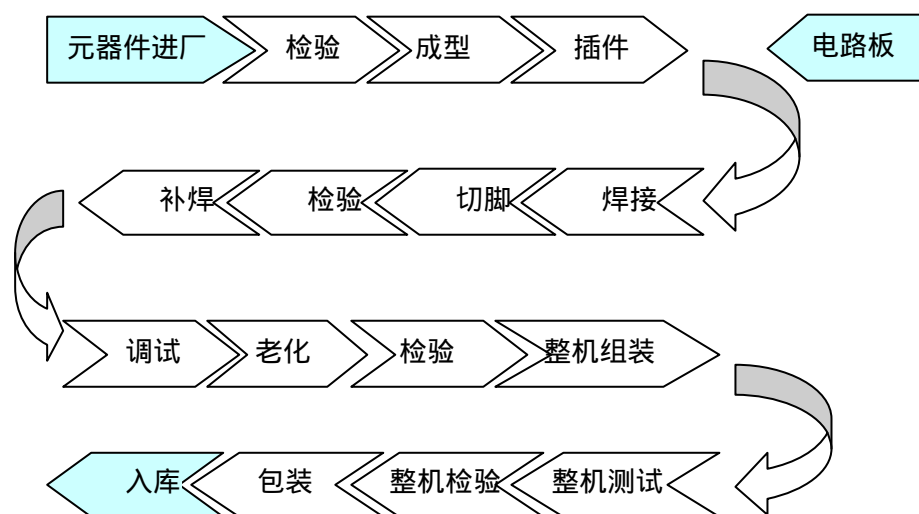 元器件进厂 检验 成型 插件 电路板
补焊 检验 切脚 焊接
调试 老化 检验 整机组装
入库 包装 整机检验 整机测试